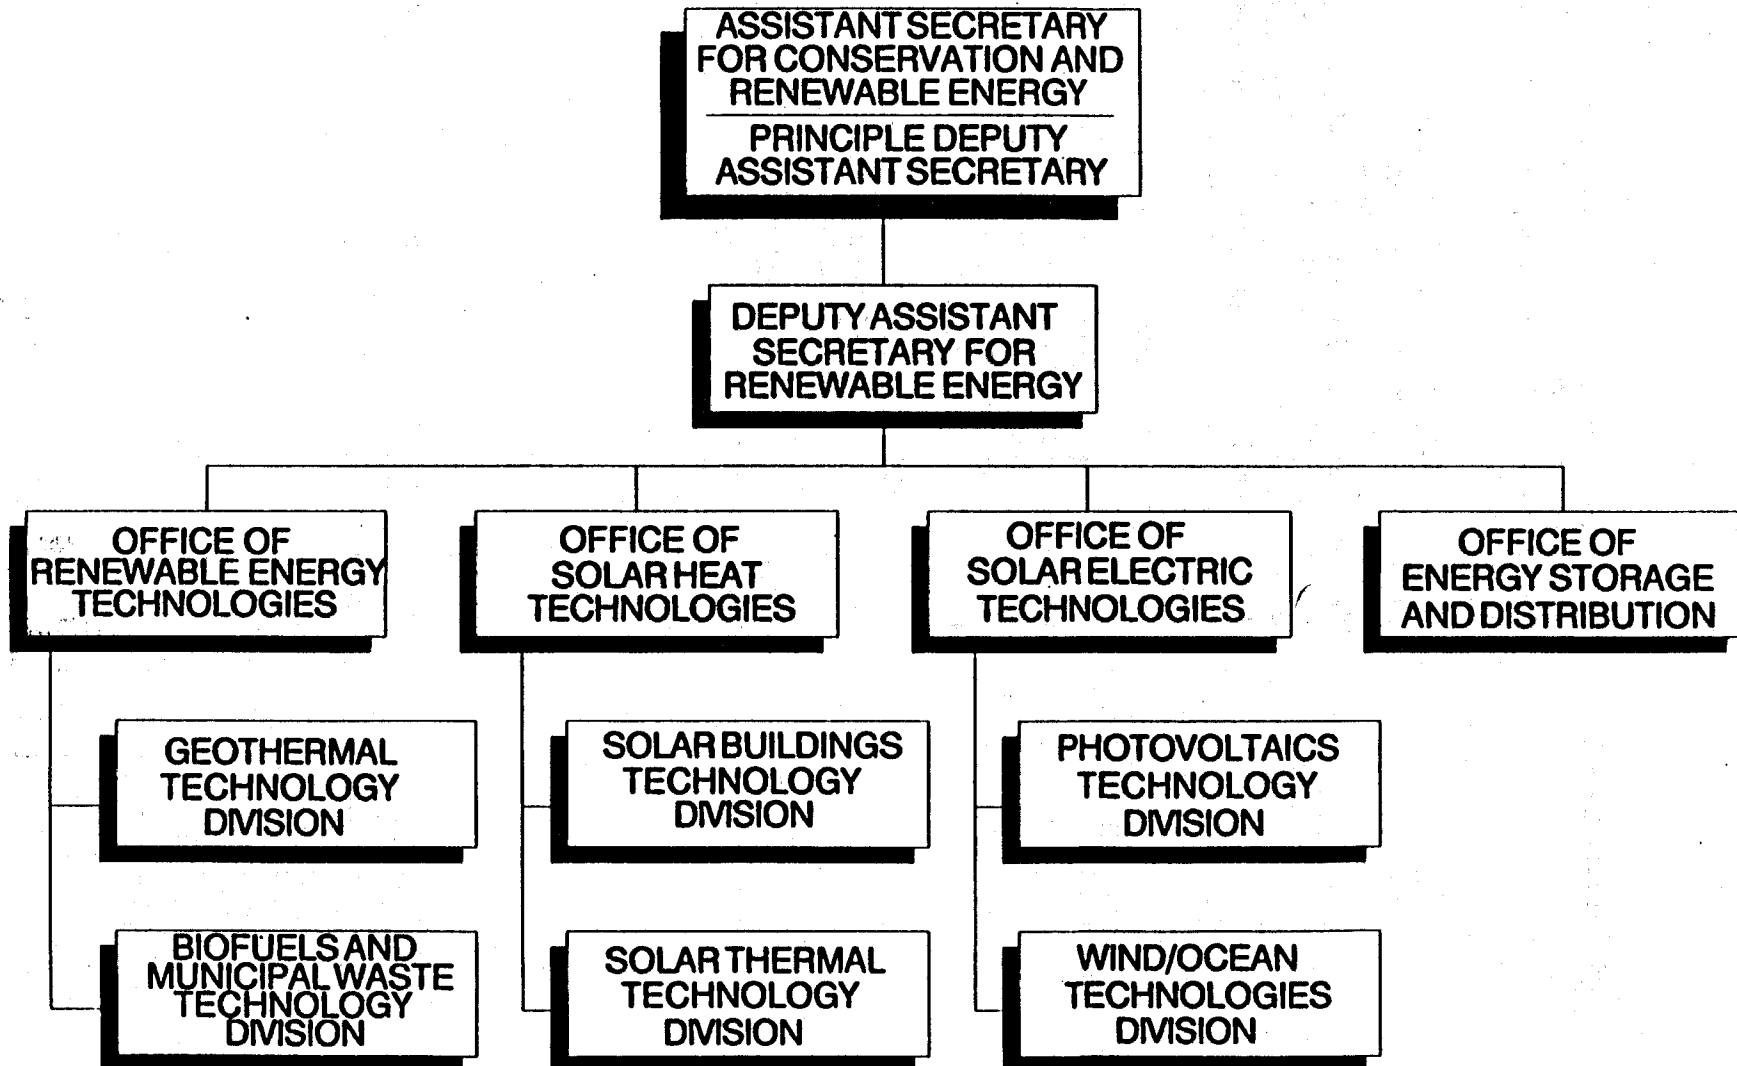 ASSISTANT SECRETARY
FOR CONSERVATION AND
RENEWABLE ENERGY
PRINCIPLE DEPUTY
ASSISTANT SECRETARY
DEPUTY ASSISTANT
SECRETARY FOR
RENEWABLE ENERGY
OFFICE OF
RENEWABLE ENERGY
TECHNOLOGIES
OFFICE OF
SOLAR HEAT
TECHNOLOGIES
OFFICE OF
SOLAR ELECTRIC
TECHNOLOGIES
OFFICE OF
ENERGY STORAGE
AND DISTRIBUTION
GEOTHERMAL
TECHNOLOGY
DIVISION
SOLAR BUILDINGS
TECHNOLOGY
DIVISION
PHOTOVOLTAICS
TECHNOLOGY
DIVISION
BIOFUELS AND
MUNICIPAL WASTE
TECHNOLOGY
DIVISION
SOLAR THERMAL
TECHNOLOGY
DIVISION
WIND/OCEAN
TECHNOLOGIES
DIVISION